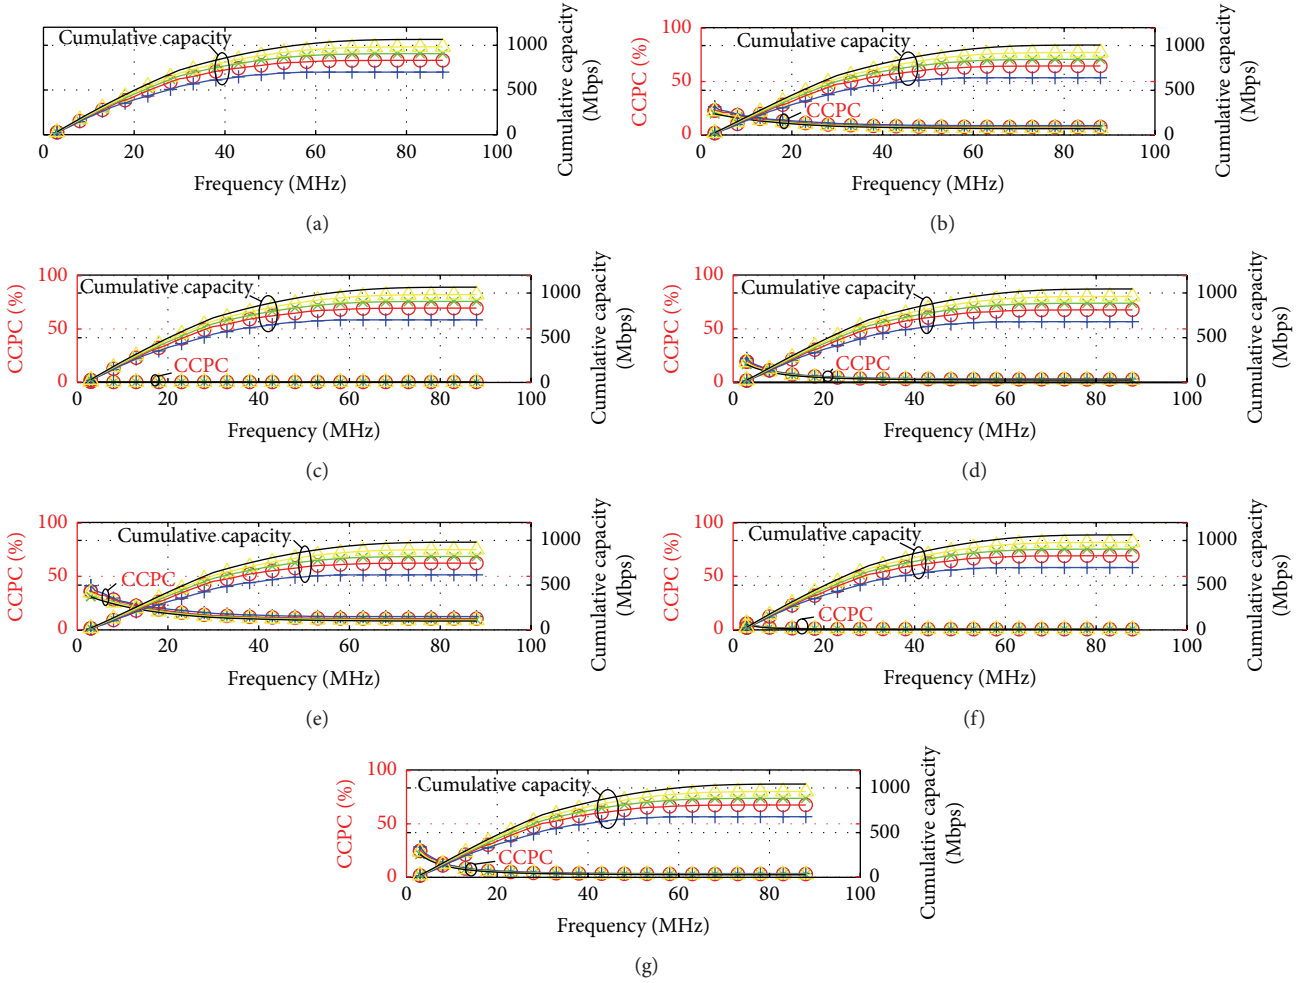 Cumulative capacity
1000
500
0
0 20 40 60 80 100
Frequency (MHz)
Cumulative capacity
(Mbps)
(a)
CCPC (%)
100
50
0
Cumulative capacity
CCPC
1000
500
0
0 20 40 60 80 100
Frequency (MHz)
Cumulative capacity
(Mbps)
(b)
CCPC (%)
100
50
0
Cumulative capacity
CCPC
1000
500
0
0 20 40 60 80 100
Frequency (MHz)
Cumulative capacity
(Mbps)
(c)
CCPC (%)
100
50
0
Cumulative capacity
CCPC
1000
500
0
0 20 40 60 80 100
Frequency (MHz)
Cumulative capacity
(Mbps)
(d)
CCPC (%)
100
50
0
Cumulative capacity
CCPC
1000
500
0
0 20 40 60 80 100
Frequency (MHz)
Cumulative capacity
(Mbps)
(e)
CCPC (%)
100
50
0
Cumulative capacity
CCPC
1000
500
0
0 20 40 60 80 100
Frequency (MHz)
Cumulative capacity
(Mbps)
(f)
CCPC (%)
100
50
0
Cumulative capacity
CCPC
1000
500
0
0 20 40 60 80 100
Frequency (MHz)
Cumulative capacity
(Mbps)
(g)